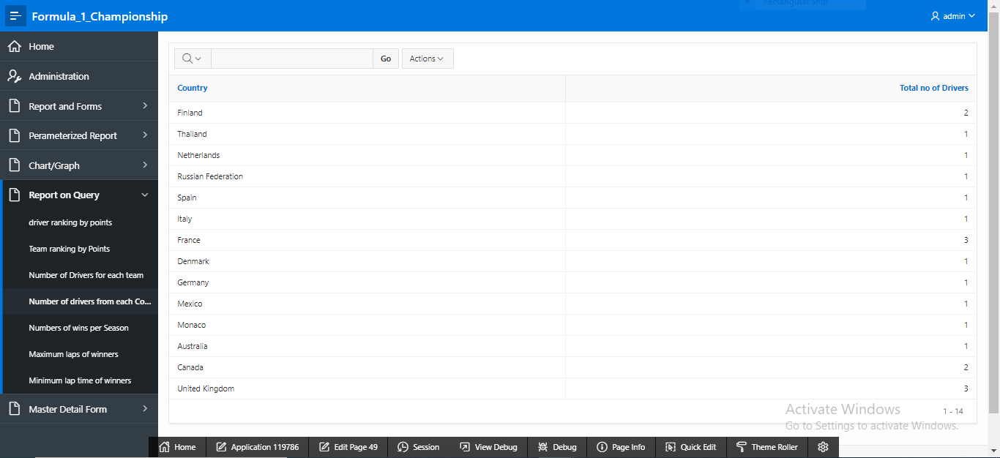 Formula_1_Championship
Rectangular Snip
admin
Home
Administration
Report and Forms
Perameterized Report
Chart/Graph
Report on Query
driver ranking by points
Team ranking by Points
Number of Drivers for each team
Number of drivers from each Co...
Numbers of wins per Season
Maximum laps of winners
Minimum lap time of winners
Master Detail Form
Go Actions
Country Total no of Drivers
Finland 2
Thailand 1
Netherlands 1
Russian Federation 1
Spain 1
Italy 1
France 3
Denmark 1
Germany 1
Mexico 1
Monaco 1
Australia 1
Canada 2
United Kingdom 3
1 - 14
Activate Windows
Go to Settings to activate Windows.
Home Application 119786 Edit Page 49 Session View Debug Debug Page Info Quick Edit Theme Roller